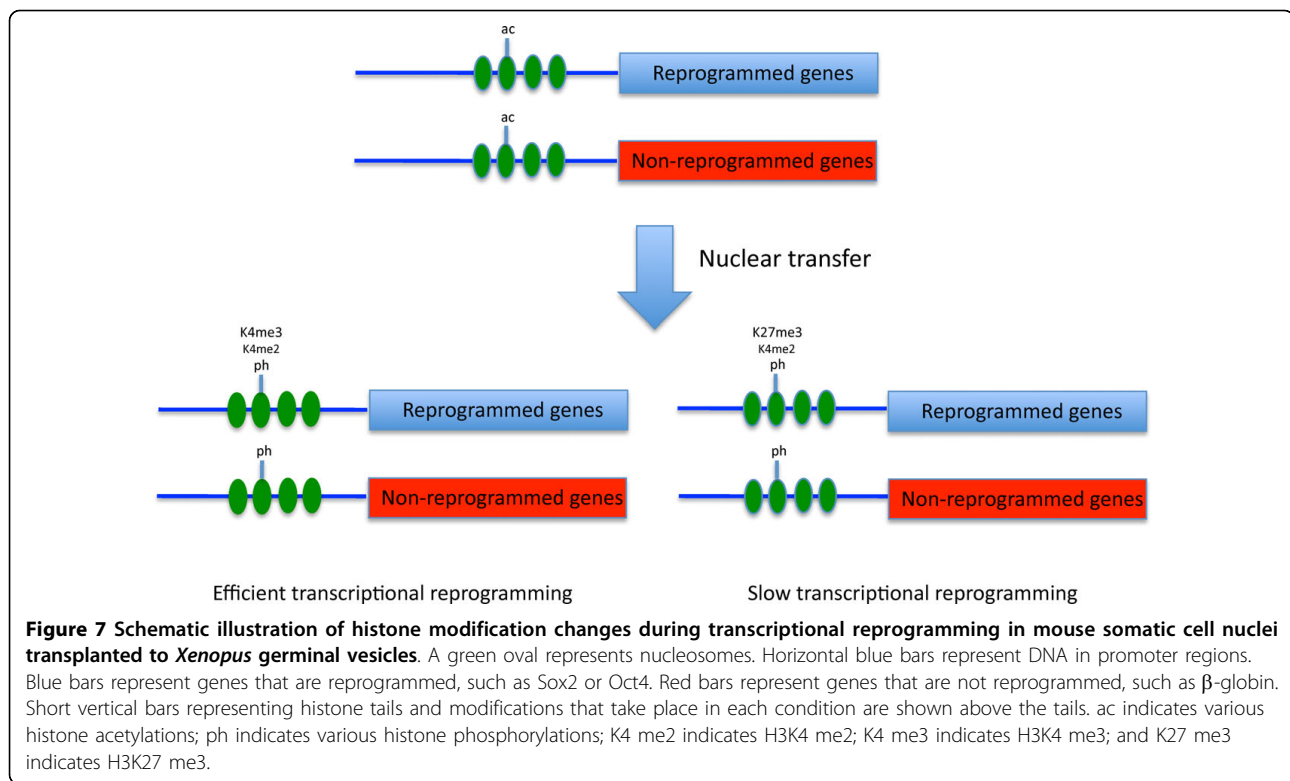 ac
Reprogrammed genes
ac
Non-reprogrammed genes
Nuclear transfer
K4me3
K4me2
ph
Reprogrammed genes
ph
Non-reprogrammed genes
Efficient transcriptional reprogramming
K27me3
K4me2
ph
Reprogrammed genes
ph
Non-reprogrammed genes
Slow transcriptional reprogramming
Figure 7 Schematic illustration of histone modification changes during transcriptional reprogramming in mouse somatic cell nuclei
transplanted to Xenopus germinal vesicles. A green oval represents nucleosomes. Horizontal blue bars represent DNA in promoter regions.
Blue bars represent genes that are reprogrammed, such as Sox2 or Oct4. Red bars represent genes that are not reprogrammed, such as β-globin.
Short vertical bars representing histone tails and modifications that take place in each condition are shown above the tails. ac indicates various
histone acetylations; ph indicates various histone phosphorylations; K4 me2 indicates H3K4 me2; K4 me3 indicates H3K4 me3; and K27 me3
indicates H3K27 me3.